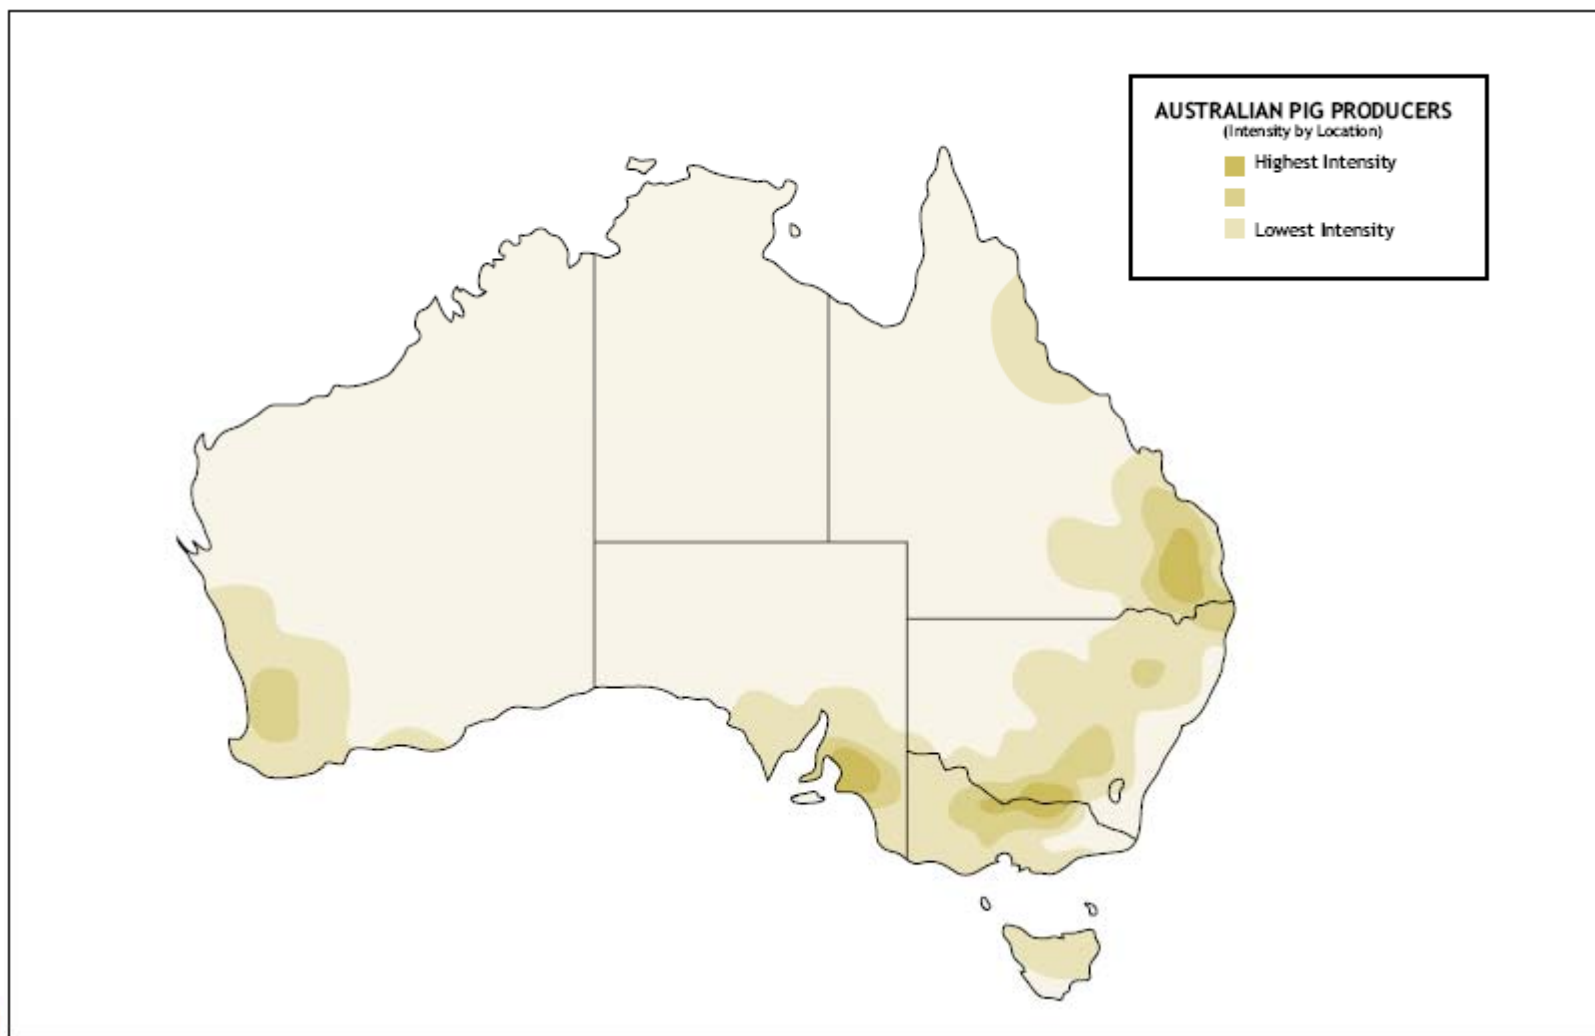 AUSTRALIAN PIG PRODUCERS
(Intensity by Location)
Highest Intensity
Lowest Intensity